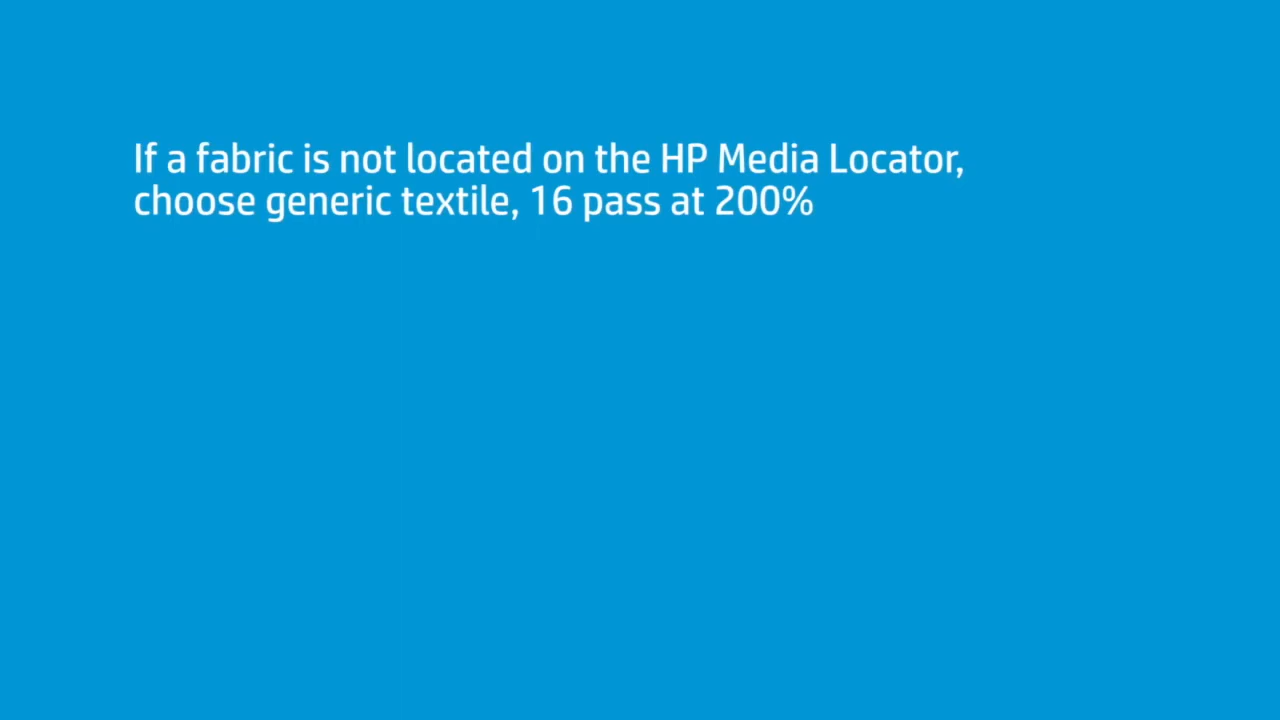 If a fabric is not located on the HP Media Locator,
choose generic textile, 16 pass at 200%